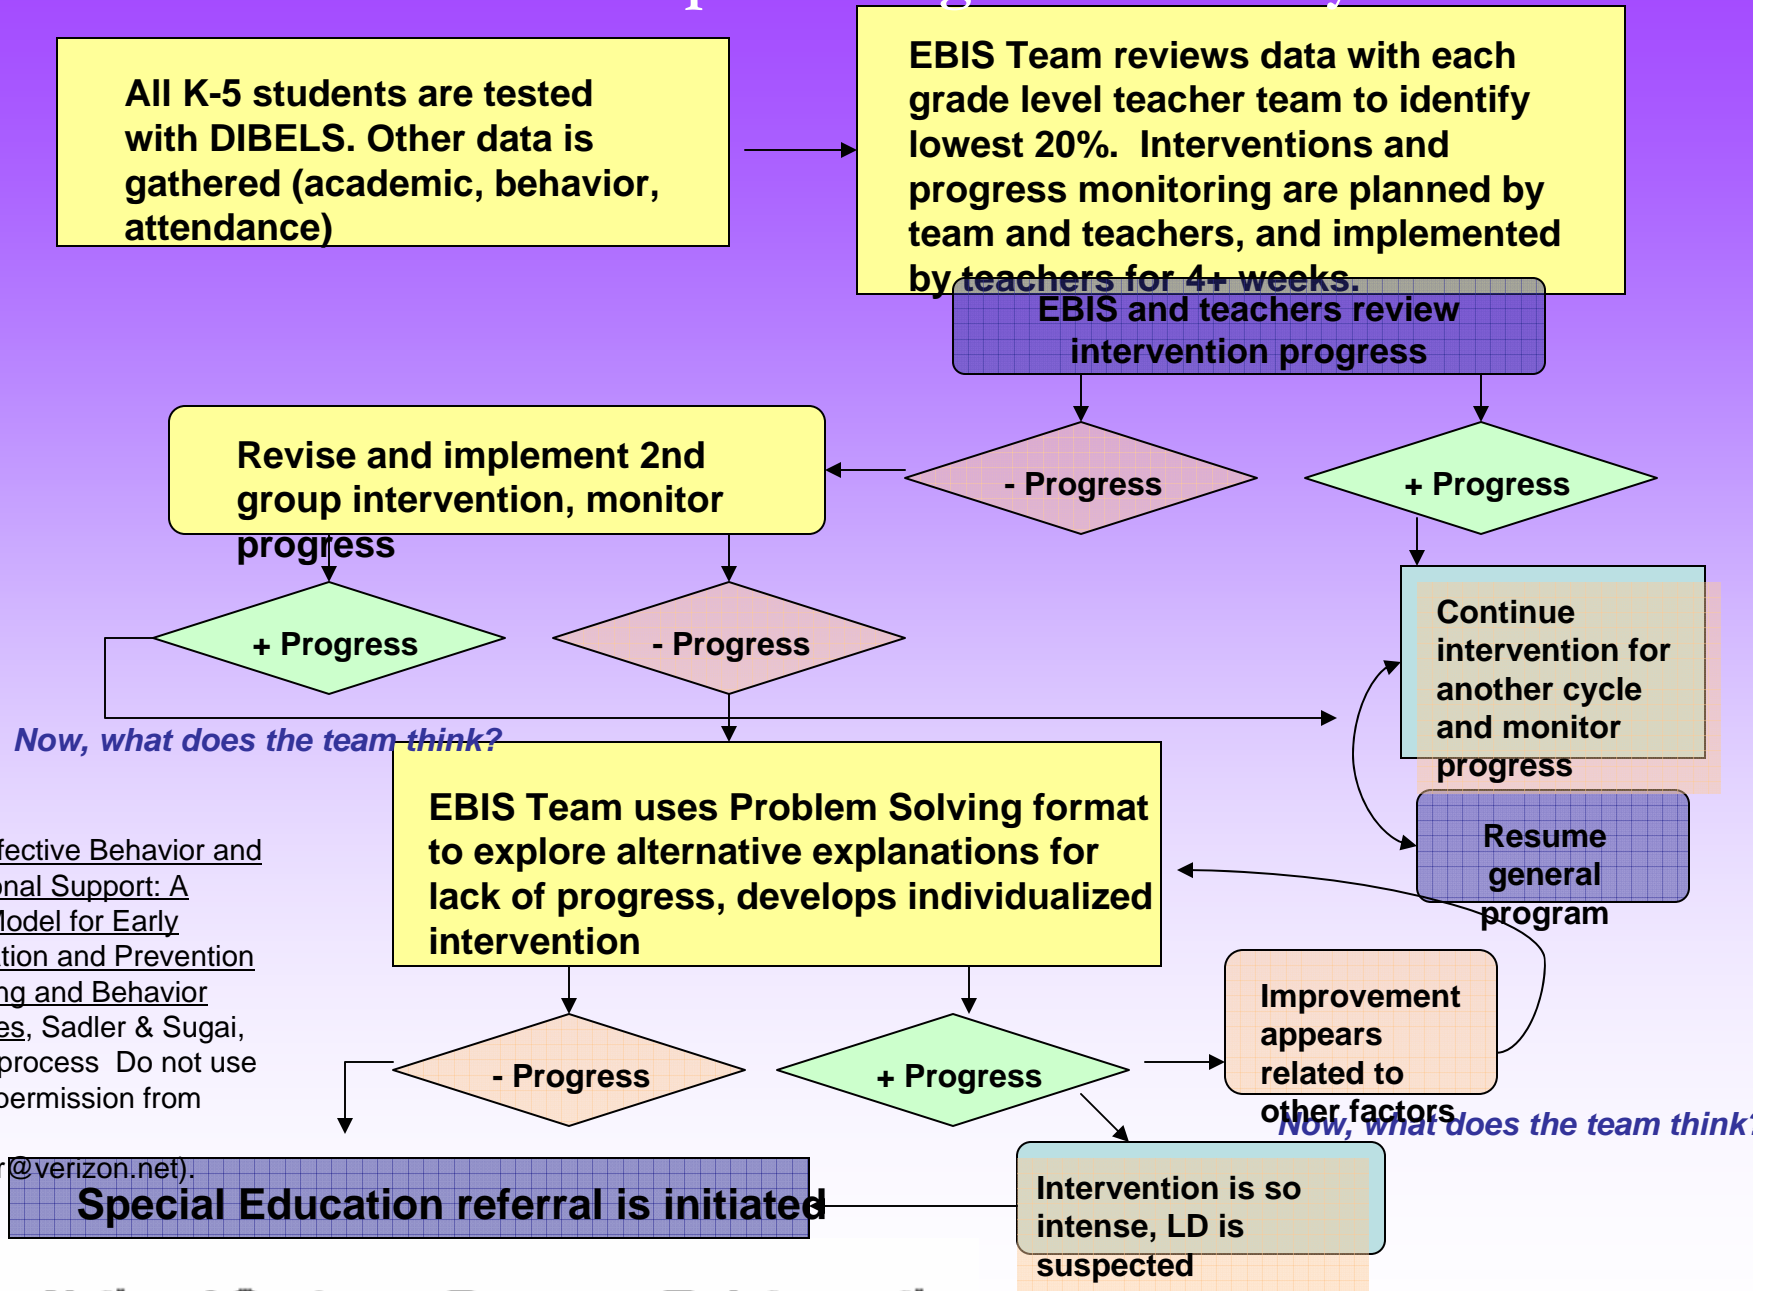 All K-5 students are tested
with DIBELS. Other data is
gathered (academic, behavior,
attendance)
EBIS Team reviews data with each
grade level teacher team to identify
lowest 20%.  Interventions and
progress monitoring are planned by
team and teachers, and implemented
by teachers for 4+ weeks.
EBIS and teachers review
intervention progress
- Progress
+ Progress
Revise and implement 2nd
group intervention, monitor
progress
+ Progress
- Progress
Continue
intervention for
another cycle
and monitor
progress
Now, what does the team think?
EBIS Team uses Problem Solving format
to explore alternative explanations for
lack of progress, develops individualized
intervention
Resume
general
program
fective Behavior and
onal Support: A
Model for Early
ation and Prevention
ng and Behavior
es, Sadler & Sugai,
process  Do not use
permission from
r@verizon.net).
- Progress
+ Progress
Improvement
appears
related to
other factors
Now, what does the team think?
Special Education referral is initiated
Intervention is so
intense, LD is
suspected